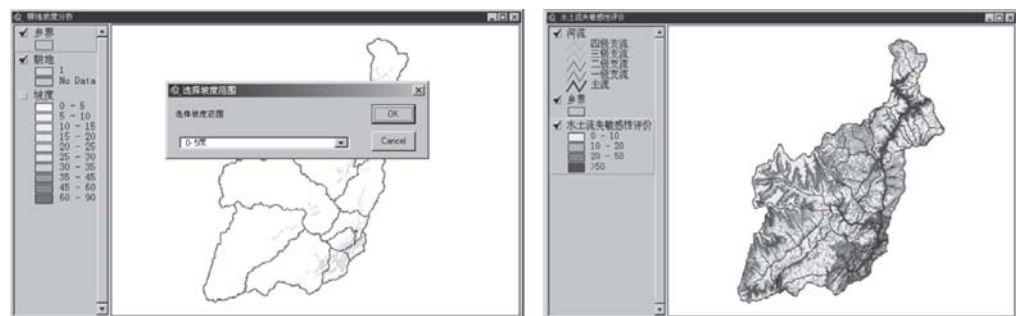 耕地坡度分析
乡界
耕地
1
No Data
坡度
0 - 5
5 - 10
10 - 15
15 - 20
20 - 25
25 - 30
30 - 35
35 - 45
45 - 60
60 - 90
选择坡度范围
选择坡度范围
OK
Cancel
水土流失敏感性评价
河流
四级支流
三级支流
二级支流
一级支流
主流
乡界
水土流失敏感性评价
0 - 10
10 - 20
20 - 50
>50